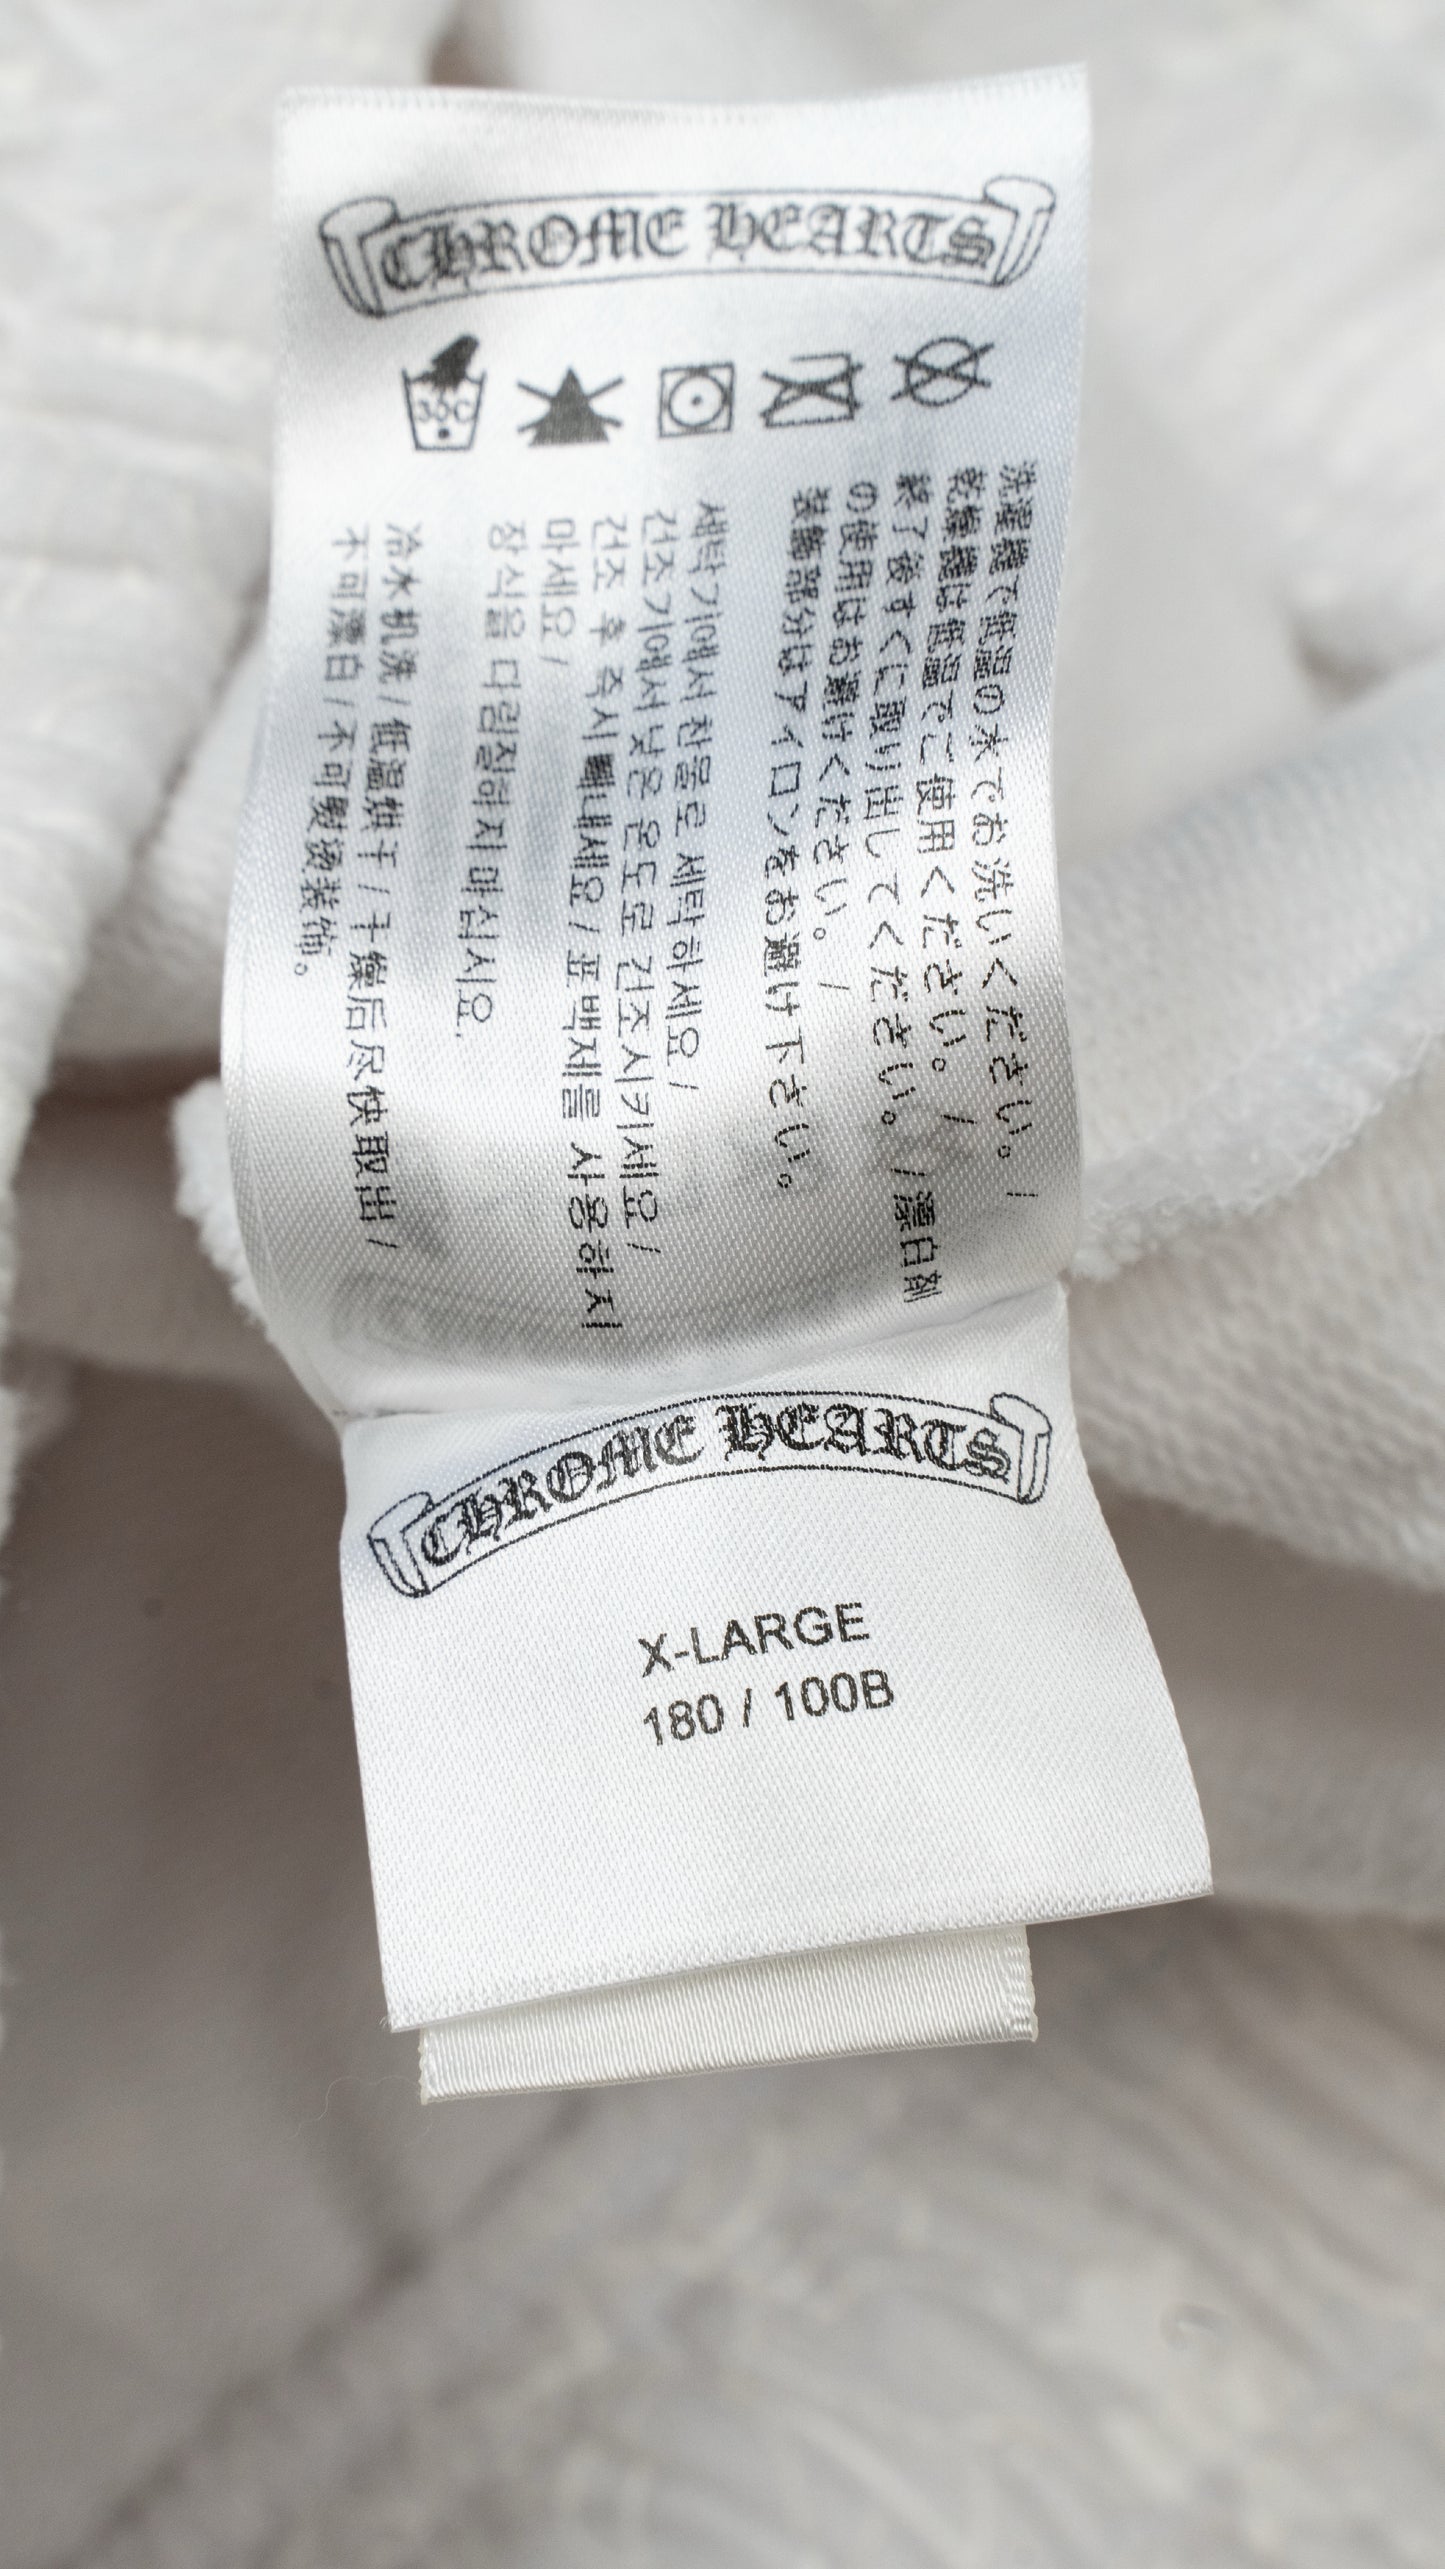 CHROME HEARTS
30C
洗濯機で低温の水でお洗いください。 /
乾燥機は低温でご使用ください。 /
終了後すぐに取り出してください。 / 漂白剤
の使用はお避けください。 /
装飾部分はアイロンをお避け下さい。
세탁기에서 찬물로 세탁하세요 /
건조기에서 낮은 온도로 건조시키세요 /
건조 후 즉시 빼내세요 / 표백제를 사용하지
마세요 /
장식을 다림질하지 마십시오.
冷水机洗 / 低温烘干 / 干燥后尽快取出 /
不可漂白 / 不可熨烫装饰。
CHROME HEARTS
X-LARGE
180 / 100B